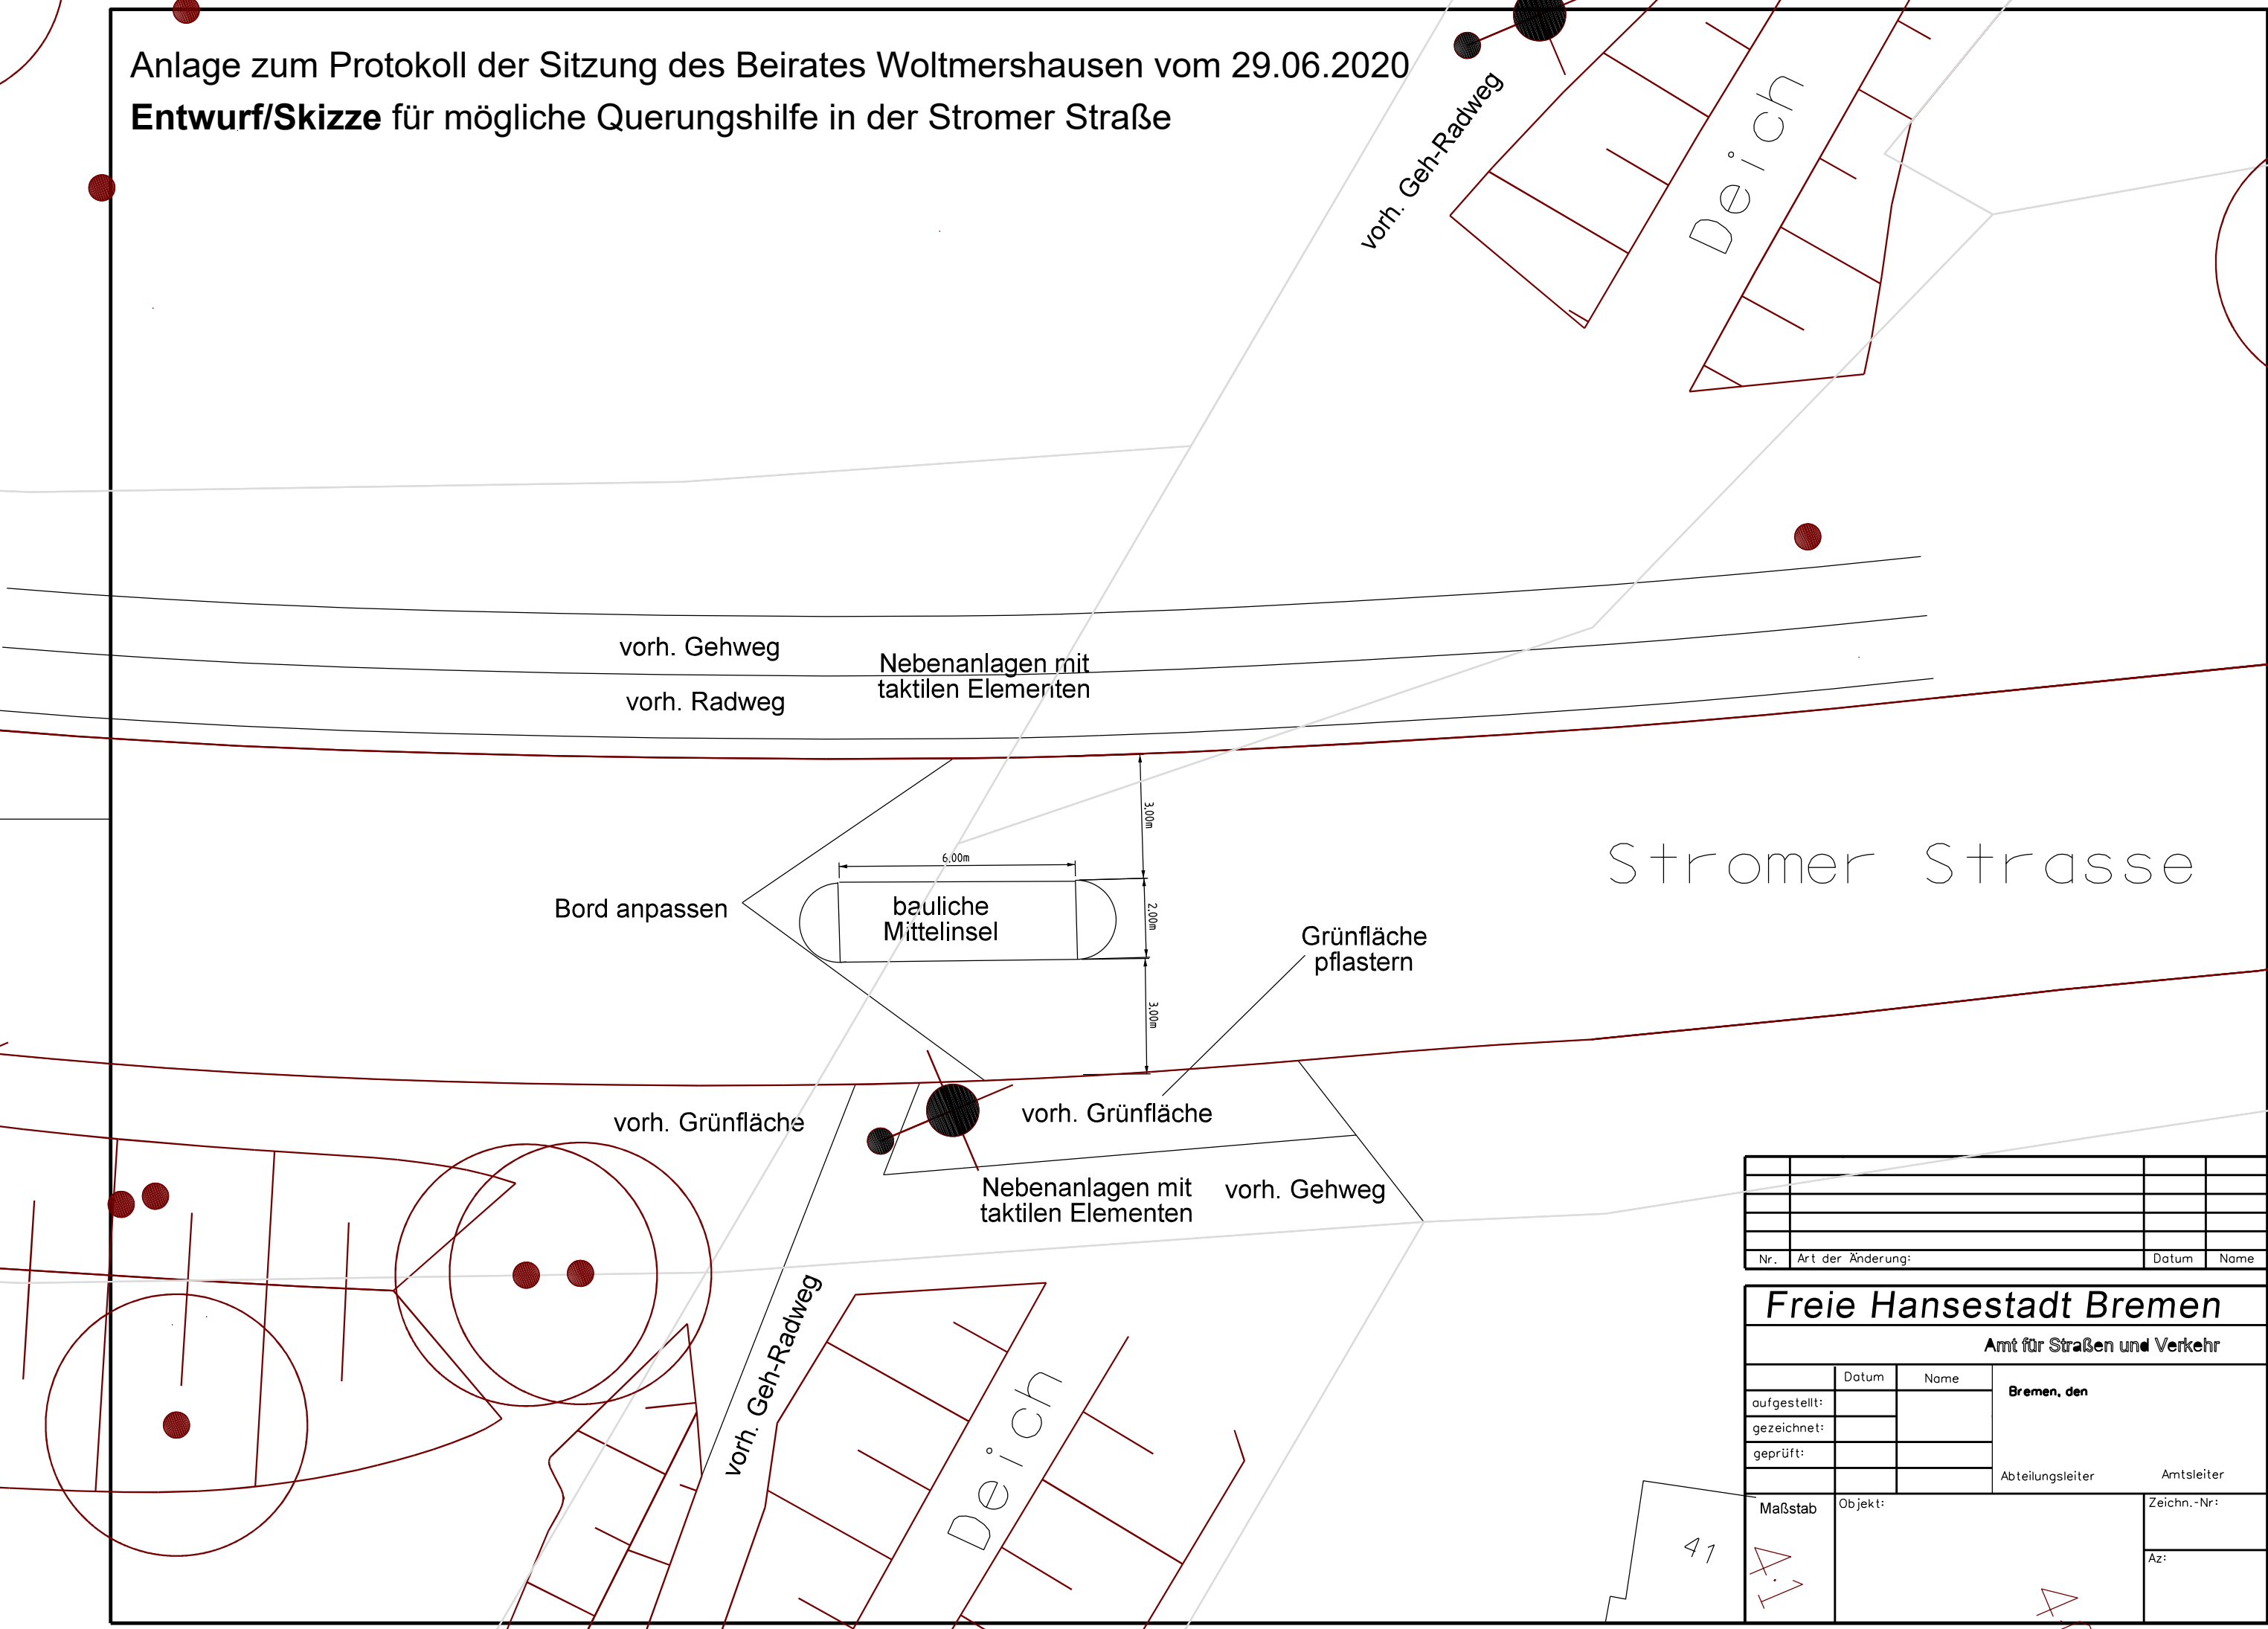 Anlage zum Protokoll der Sitzung des Beirates Woltmershausen vom 29.06.2020
Entwurf/Skizze für mögliche Querungshilfe in der Stromer Straße
vorh. Geh-Radweg
Deich
vorh. Gehweg
Nebenanlagen mit
taktilen Elementen
vorh. Radweg
3.00m
6.00m
Stromer Strasse
Bord anpassen
bauliche
Mittelinsel
2.00m
Grünfläche
pflastern
3.00m
vorh. Grünfläche
vorh. Grünfläche
Nebenanlagen mit
taktilen Elementen
vorh. Gehweg
vorh. Geh-Radweg
Deich
41
Nr. Art der Änderung: Datum Name
Freie Hansestadt Bremen
Amt für Straßen und Verkehr
Datum Name
Bremen, den
aufgestellt:
gezeichnet:
geprüft:
Abteilungsleiter Amtsleiter
Maßstab Objekt: Zeichn.-Nr:
Az: